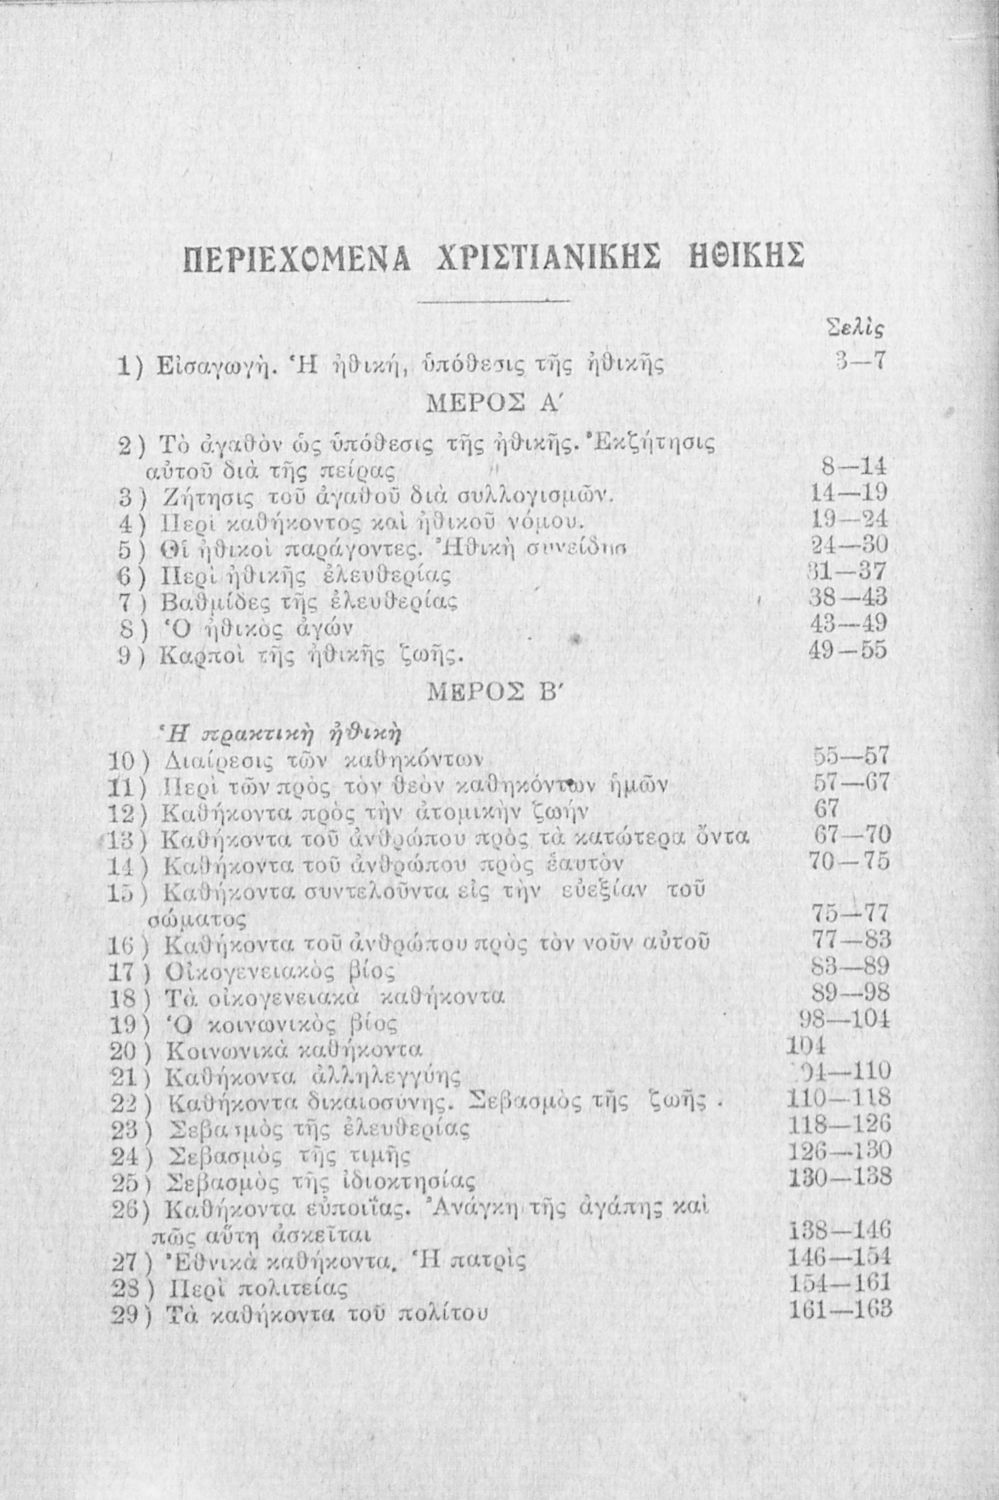 ΠΕΡΙΕΧΟΜΕΝΑ ΧΡΙΣΤΙΑΝΙΚΗΣ ΗΘΙΚΗΣ
Σελὶς
1) Εἰσαγωγὴ. Ἡ ἠθική, ὑπόθεσις τῆς ἠθικῆς 3—7
ΜΕΡΟΣ Α′
2) Τὸ ἀγαθὸν ὡς ὑπόθεσις τῆς ἠθικῆς. Ἐκζήτησις
αὐτοῦ διὰ τῆς πείρας 8—14
3) Ζήτησις τοῦ ἀγαθοῦ διὰ συλλογισμῶν. 14—19
4) Περὶ καθήκοντος καὶ ἠθικοῦ νόμου. 19—24
5) Οἱ ἠθικοὶ παράγοντες. Ἠθικὴ συνείδησ 24—30
6) Περὶ ἠθικῆς ἐλευθερίας 31—37
7) Βαθμίδες τῆς ἐλευθερίας 38—43
8) Ὁ ἠθικὸς ἀγών 43—49
9) Καρποὶ τῆς ἠθικῆς ζωῆς. 49—55
ΜΕΡΟΣ Β′
Ἡ πρακτικὴ ἠθικὴ
10) Διαίρεσις τῶν καθηκόντων 55—57
11) Περὶ τῶν πρὸς τὸν θεὸν καθηκόντων ἡμῶν 57—67
12) Καθήκοντα πρὸς τὴν ἀτομικὴν ζωήν 67
13) Καθήκοντα τοῦ ἀνθρώπου πρὸς τὰ κατώτερα ὄντα 67—70
14) Καθήκοντα τοῦ ἀνθρώπου πρὸς ἑαυτὸν 70—75
15) Καθήκοντα συντελοῦντα εἰς τὴν εὐεξίαν τοῦ
σώματος 75—77
16) Καθήκοντα τοῦ ἀνθρώπου πρὸς τὸν νοῦν αὐτοῦ 77—83
17) Οἰκογενειακὸς βίος 83—89
18) Τὰ οἰκογενειακὰ καθήκοντα 89—98
19) Ὁ κοινωνικὸς βίος 98—104
20) Κοινωνικὰ καθήκοντα 104
21) Καθήκοντα ἀλληλεγγύης 04—110
22) Καθήκοντα δικαιοσύνης. Σεβασμὸς τῆς ζωῆς . 110—118
23) Σεβασμὸς τῆς ἐλευθερίας 118—126
24) Σεβασμὸς τῆς τιμῆς 126—130
25) Σεβασμὸς τῆς ἰδιοκτησίας 130—138
26) Καθήκοντα εὐποιΐας. Ἀνάγκη τῆς ἀγάπης καὶ
πῶς αὕτη ἀσκεῖται 138—146
27) Ἐθνικὰ καθήκοντα. Ἡ πατρὶς 146—154
28) Περὶ πολιτείας 154—161
29) Τὰ καθήκοντα τοῦ πολίτου 161—163